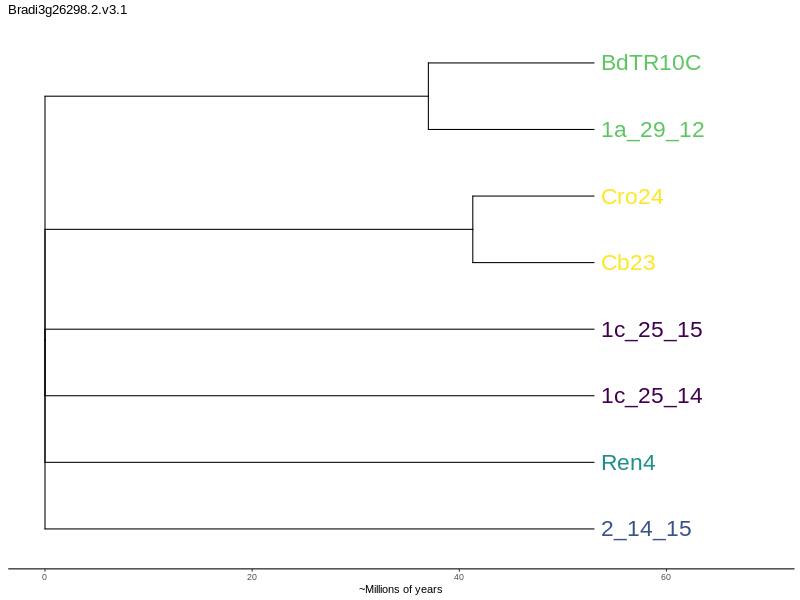 Bradi3g26298.2.v3.1
BdTR10C
1a_29_12
Cro24
Cb23
1c_25_15
1c_25_14
Ren4
2_14_15
0 20 40 60
~Millions of years